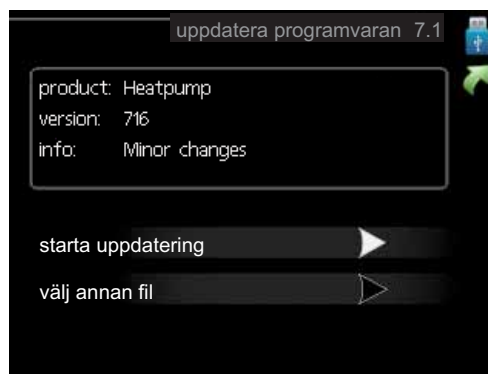 uppdatera programvaran 7.1
product: Heatpump
version: 716
info: Minor changes
starta uppdatering
välj annan fil